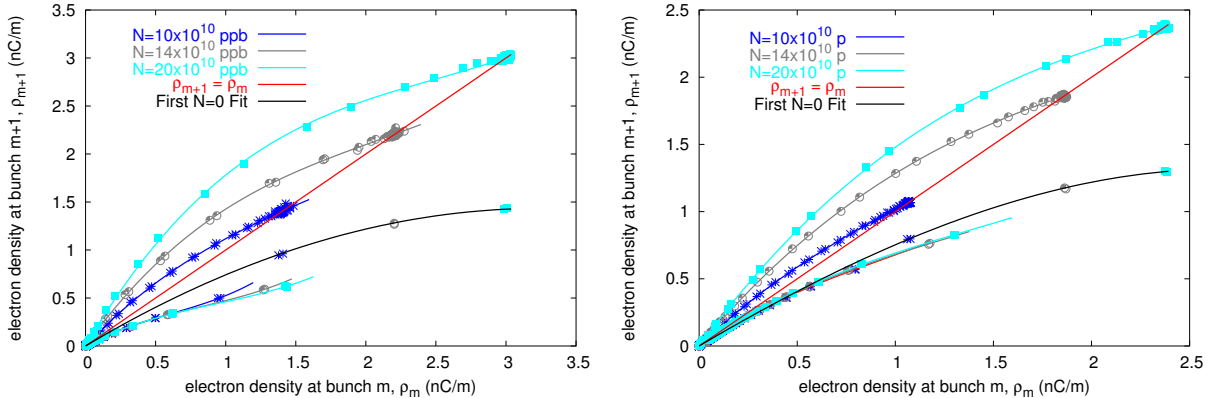 electron density at bunch m+1, ρm+1 (nC/m)
3.5
3
2.5
2
1.5
1
0.5
0
N=10x10^10 ppb
N=14x10^10 ppb
N=20x10^10 ppb
ρm+1 = ρm
First N=0 Fit
0 0.5 1 1.5 2 2.5 3 3.5
electron density at bunch m, ρm (nC/m)
electron density at bunch m+1, ρm+1 (nC/m)
2.5
2
1.5
1
0.5
0
N=10x10^10 p
N=14x10^10 p
N=20x10^10 p
ρm+1 = ρm
First N=0 Fit
0 0.5 1 1.5 2 2.5
electron density at bunch m, ρm (nC/m)